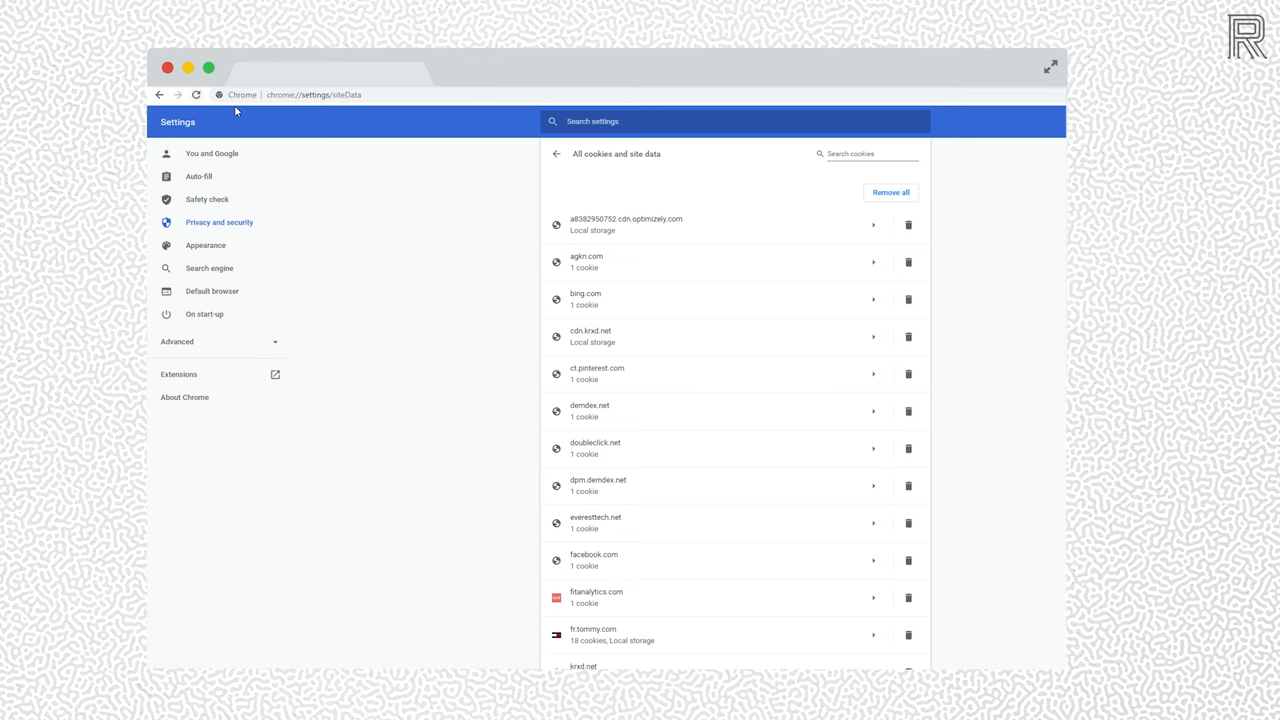 R
Chrome | chrome://settings/siteData
Settings
Search settings
You and Google
Auto-fill
Safety check
Privacy and security
Appearance
Search engine
Default browser
On start-up
Advanced
Extensions
About Chrome
All cookies and site data
Search cookies
Remove all
a8382950752.cdn.optimizely.com
Local storage
agkn.com
1 cookie
bing.com
1 cookie
cdn.krxd.net
Local storage
ct.pinterest.com
1 cookie
demdex.net
1 cookie
doubleclick.net
1 cookie
dpm.demdex.net
1 cookie
everesttech.net
1 cookie
facebook.com
1 cookie
fitanalytics.com
1 cookie
fr.tommy.com
18 cookies, Local storage
krxd.net